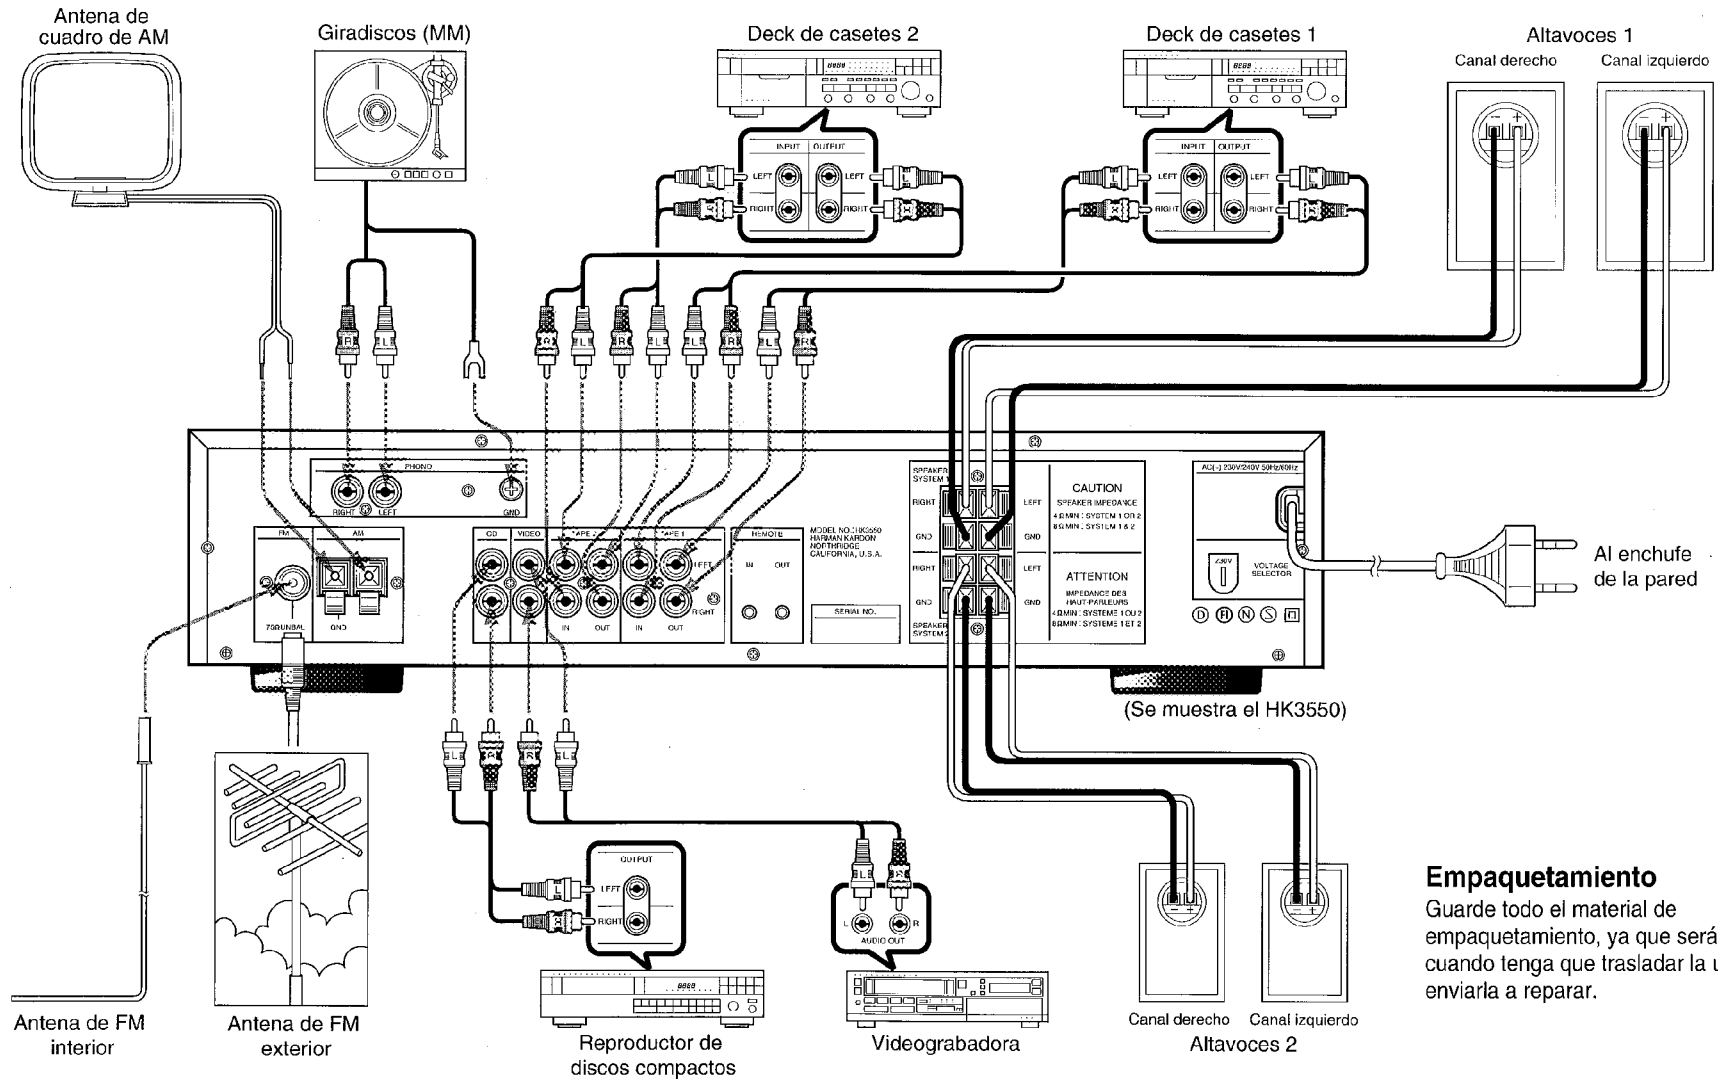 Antena de
cuadro de AM
Giradiscos (MM)
Deck de casetes 2
Deck de casetes 1
Altavoces 1
Canal derecho
Canal izquierdo
INPUT OUTPUT
LEFT LEFT
RIGHT RIGHT
INPUT OUTPUT
LEFT LEFT
RIGHT RIGHT
− +
− +
R L
R L R L L R L R
PHONO
RIGHT LEFT GND
FM AM
75Ω UNBAL GND
CD VIDEO TAPE 2 TAPE 1
LEFT
RIGHT
IN OUT IN OUT
REMOTE
IN OUT
MODEL NO.: HK3550
HARMAN KARDON
NORTHRIDGE
CALIFORNIA, U.S.A.
SERIAL NO.
SPEAKER
SYSTEM 1
RIGHT LEFT
GND GND
RIGHT LEFT
GND GND
SPEAKER
SYSTEM 2
CAUTION
SPEAKER IMPEDANCE
4 Ω MIN : SYSTEM 1 OR 2
8 Ω MIN : SYSTEM 1 & 2
ATTENTION
IMPEDANCE DES
HAUT-PARLEURS
4 Ω MIN : SYSTEME 1 OU 2
8 Ω MIN : SYSTEME 1 ET 2
AC(~) 230V/240V 50Hz/60Hz
230V
VOLTAGE
SELECTOR
D FI N S
Al enchufe
de la pared
(Se muestra el HK3550)
L R R L
OUTPUT
LEFT
RIGHT
L R
L R
AUDIO OUT
− +
− +
Antena de FM
interior
Antena de FM
exterior
Reproductor de
discos compactos
Videograbadora
Canal derecho
Canal izquierdo
Altavoces 2
Empaquetamiento
Guarde todo el material de
empaquetamiento, ya que será
cuando tenga que trasladar la
enviarla a reparar.